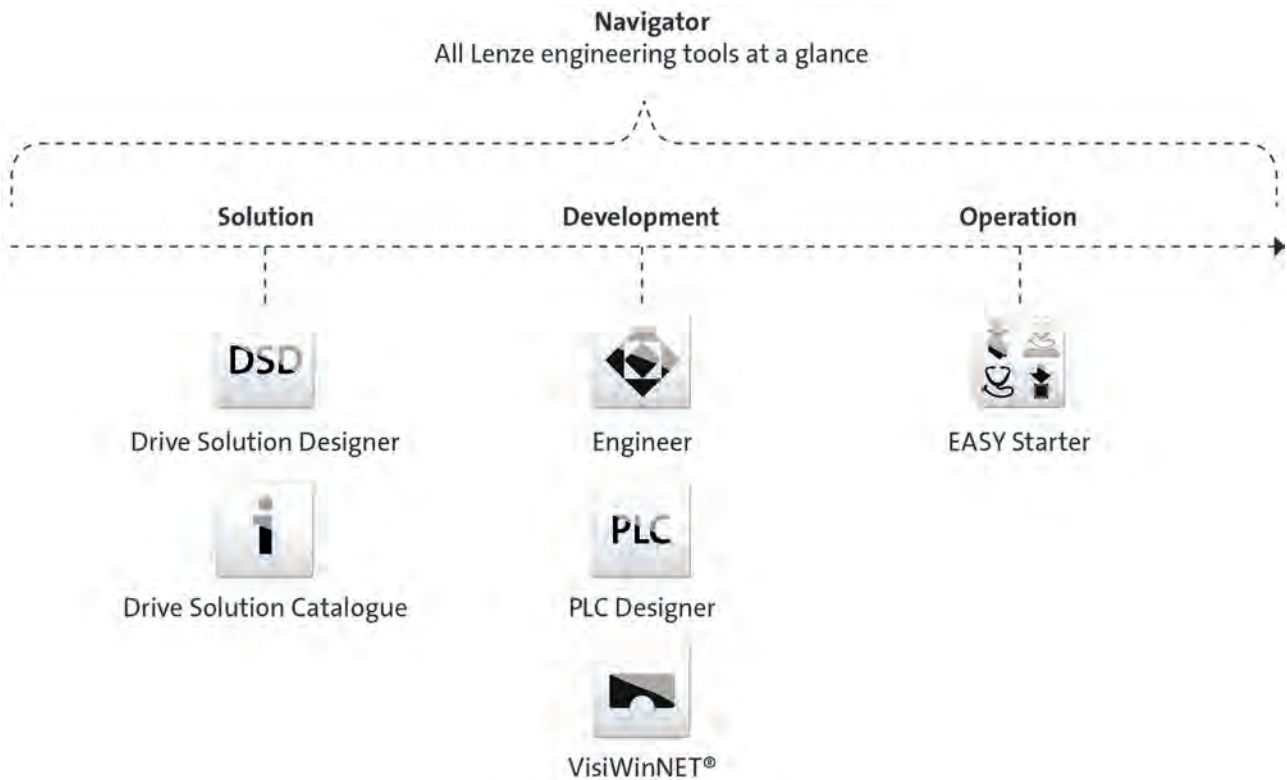 Navigator
All Lenze engineering tools at a glance
Solution
Development
Operation
DSD
Drive Solution Designer
i
Drive Solution Catalogue
Engineer
PLC
PLC Designer
VisiWinNET®
EASY Starter